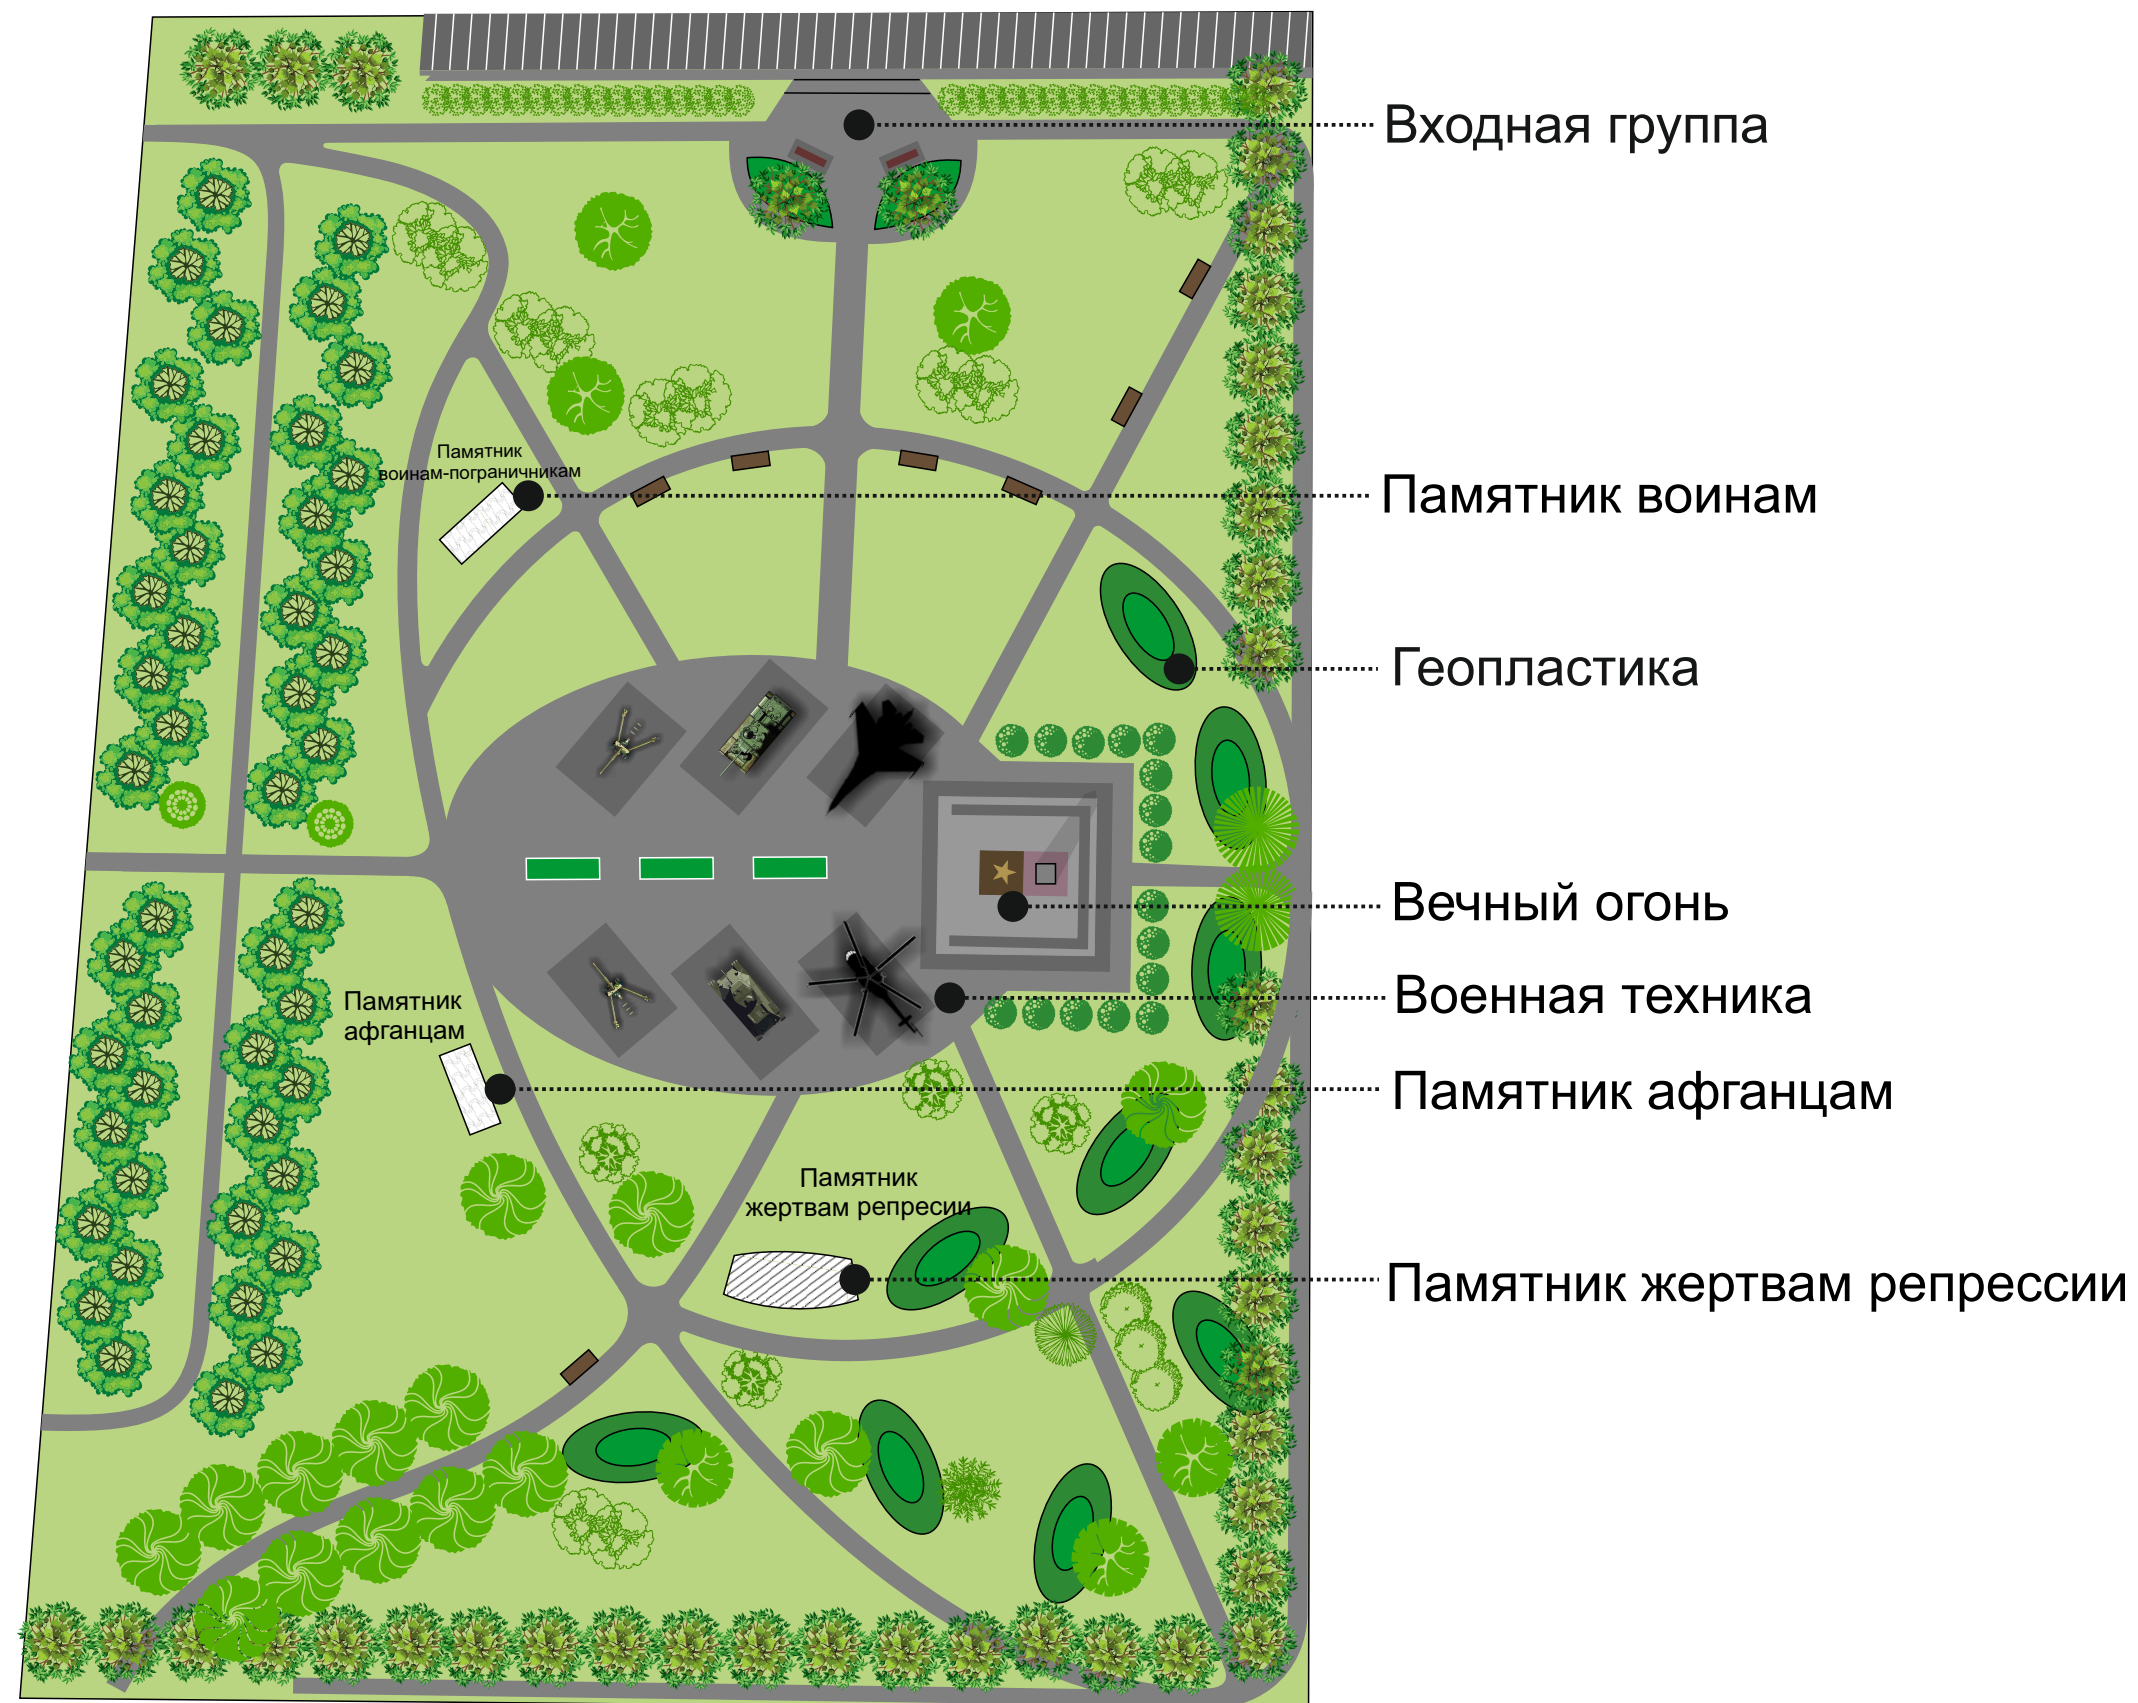 Входная группа
Памятник
воинам-пограничникам
Памятник воинам
Геопластика
Вечный огонь
Военная техника
Памятник
афганцам
Памятник афганцам
Памятник
жертвам репресии
Памятник жертвам репрессии